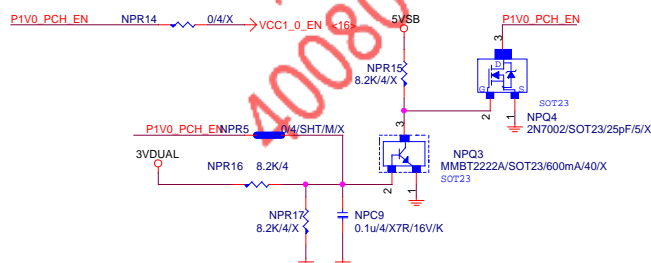 P1V0_PCH_EN
NPR14
0/4/X
VCC1_0_EN <16>
5VSB
P1V0_PCH_EN
NPR15
8.2K/4/X
3
D
G
S
SOT23
2
1
NPQ4
2N7002/SOT23/25pF/5/X
P1V0_PCH_EN
NPR5
0/4/SHT/M/X
3
3VDUAL
NPR16
8.2K/4
NPQ3
MMBT2222A/SOT23/600mA/40/X
SOT23
2
1
NPR17
8.2K/4/X
NPC9
0.1u/4/X7R/16V/K
40080